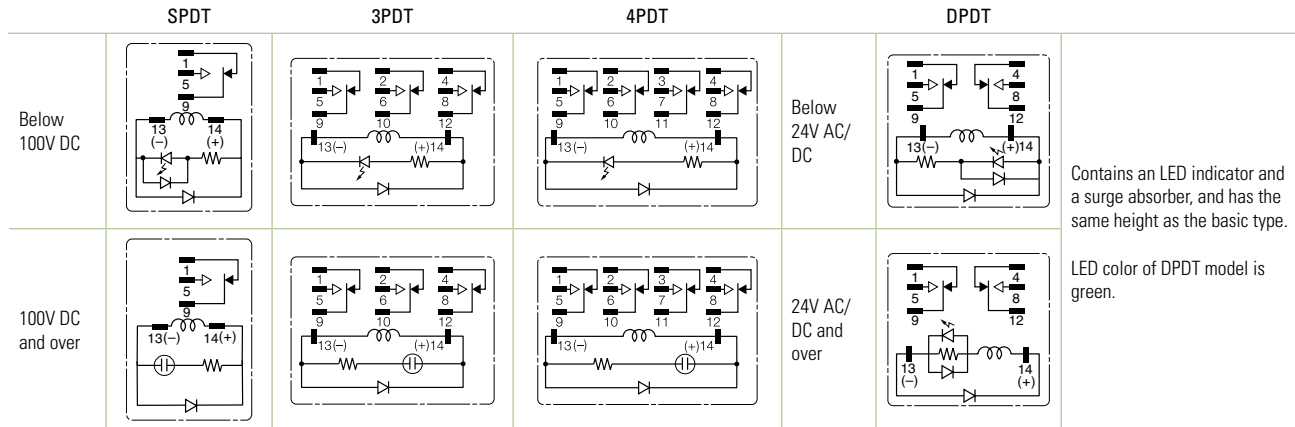 SPDT 3PDT 4PDT DPDT
Below
100V DC
1
5
9
13 14
(−) (+)
1 2 4
5 6 8
9 10 12
13(−) (+)14
1 2 3 4
5 6 7 8
9 10 11 12
13(−) (+)14
Below
24V AC/
DC
1 4
5 8
9 12
13(−) (+)14
Contains an LED indicator and
a surge absorber, and has the
same height as the basic type.
LED color of DPDT model is
green.
100V DC
and over
1
5
9
13(−) 14(+)
1 2 4
5 6 8
9 10 12
13(−) (+)14
1 2 3 4
5 6 7 8
9 10 11 12
13(−) (+)14
24V AC/
DC and
over
1 4
5 8
9 12
13 14
(−) (+)